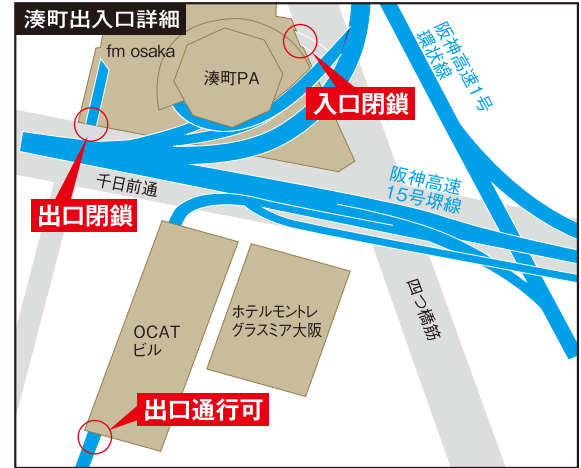 湊町出入口詳細
fm osaka
湊町PA
入口閉鎖
阪神高速1号
環状線
千日前通
阪神高速
15号堺線
出口閉鎖
OCAT
ビル
ホテルモントレ
グラスミア大阪
四つ橋筋
出口通行可